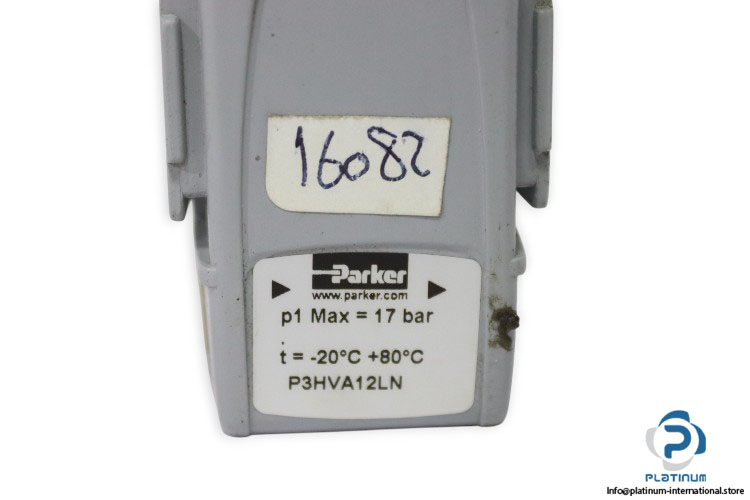 16082
Parker
www.parker.com
p1 Max = 17 bar
t = -20°C +80°C
P3HVA12LN
PLATINUM
Info@platinum-international.store